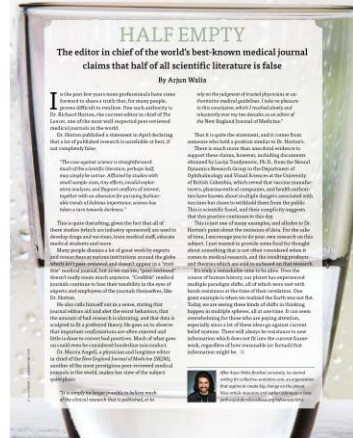 HALF EMPTY
The editor in chief of the world's best-known medical journal
claims that half of all scientific literature is false
By Arjun Walia
In the past few years more professionals have come
forward to share a truth that, for many people,
proves difficult to swallow. One such authority is
Dr. Richard Horton, the current editor in chief of The
Lancet, one of the most well respected peer-reviewed
medical journals in the world.
Dr. Horton published a statement in April declaring
that a lot of published research is unreliable at best, if
not completely false.
"The case against science is straightforward:
much of the scientific literature, perhaps half,
may simply be untrue. Afflicted by studies with
small sample sizes, tiny effects, invalid explor-
atory analyses, and flagrant conflicts of interest,
together with an obsession for pursuing fashion-
able trends of dubious importance, science has
taken a turn towards darkness."
This is quite disturbing, given the fact that all of
these studies (which are industry-sponsored) are used to
develop drugs and vaccines, train medical staff, educate
medical students and more.
Many people dismiss a lot of great work by experts
and researchers at various institutions around the globe
which isn't peer-reviewed and doesn't appear in a "cred-
ible" medical journal, but as we can see, "peer-reviewed"
doesn't really mean much anymore. "Credible" medical
journals continue to lose their tenability in the eyes of
experts and employees of the journals themselves, like
Dr. Horton.
He also calls himself out in a sense, stating that
journal editors aid and abet the worst behaviors, that
the amount of bad research is alarming, and that data is
sculpted to fit a preferred theory. He goes on to observe
that important confirmations are often rejected and
little is done to correct bad practices. Much of what goes
on could even be considered borderline misconduct.
Dr. Marcia Angell, a physician and longtime editor
in chief of the New England Journal of Medicine (NEJM),
another of the most prestigious peer-reviewed medical
journals in the world, makes her view of the subject
quite plain:
"It is simply no longer possible to believe much
of the clinical research that is published, or to
rely on the judgment of trusted physicians or au-
thoritative medical guidelines. I take no pleasure
in this conclusion, which I reached slowly and
reluctantly over my two decades as an editor of
the New England Journal of Medicine."
That it is quite the statement, and it comes from
someone who held a position similar to Dr. Horton's.
There is much more than anecdotal evidence to
support these claims, however, including documents
obtained by Lucija Tomljenovic, Ph.D., from the Neural
Dynamics Research Group in the Department of
Ophthalmology and Visual Sciences at the University
of British Columbia, which reveal that vaccine manufac-
turers, pharmaceutical companies, and health authori-
ties have known about multiple dangers associated with
vaccines but chose to withhold them from the public.
This is scientific fraud, and their complicity suggests
that this practice continues to this day.
This is just one of many examples, and alludes to Dr.
Horton's point about the omission of data. For the sake
of time, I encourage you to do your own research on this
subject. I just wanted to provide some food for thought
about something that is not often considered when it
comes to medical research, and the resulting products
and theories which are sold to us based on that research.
It's truly a remarkable time to be alive. Over the
course of human history, our planet has experienced
multiple paradigm shifts, all of which were met with
harsh resistance at the time of their revelation. One
great example is when we realized the Earth was not flat.
Today, we are seeing these kinds of shifts in thinking
happen in multiple spheres, all at one time. It can seem
overwhelming for those who are paying attention,
especially since a lot of these ideas go against current
belief systems. There will always be resistance to new
information which does not fit into the current frame-
work, regardless of how reasonable (or factual) that
information might be.
After Arjun Walia finished university, he started
writing for collective-evolution.com, an organization